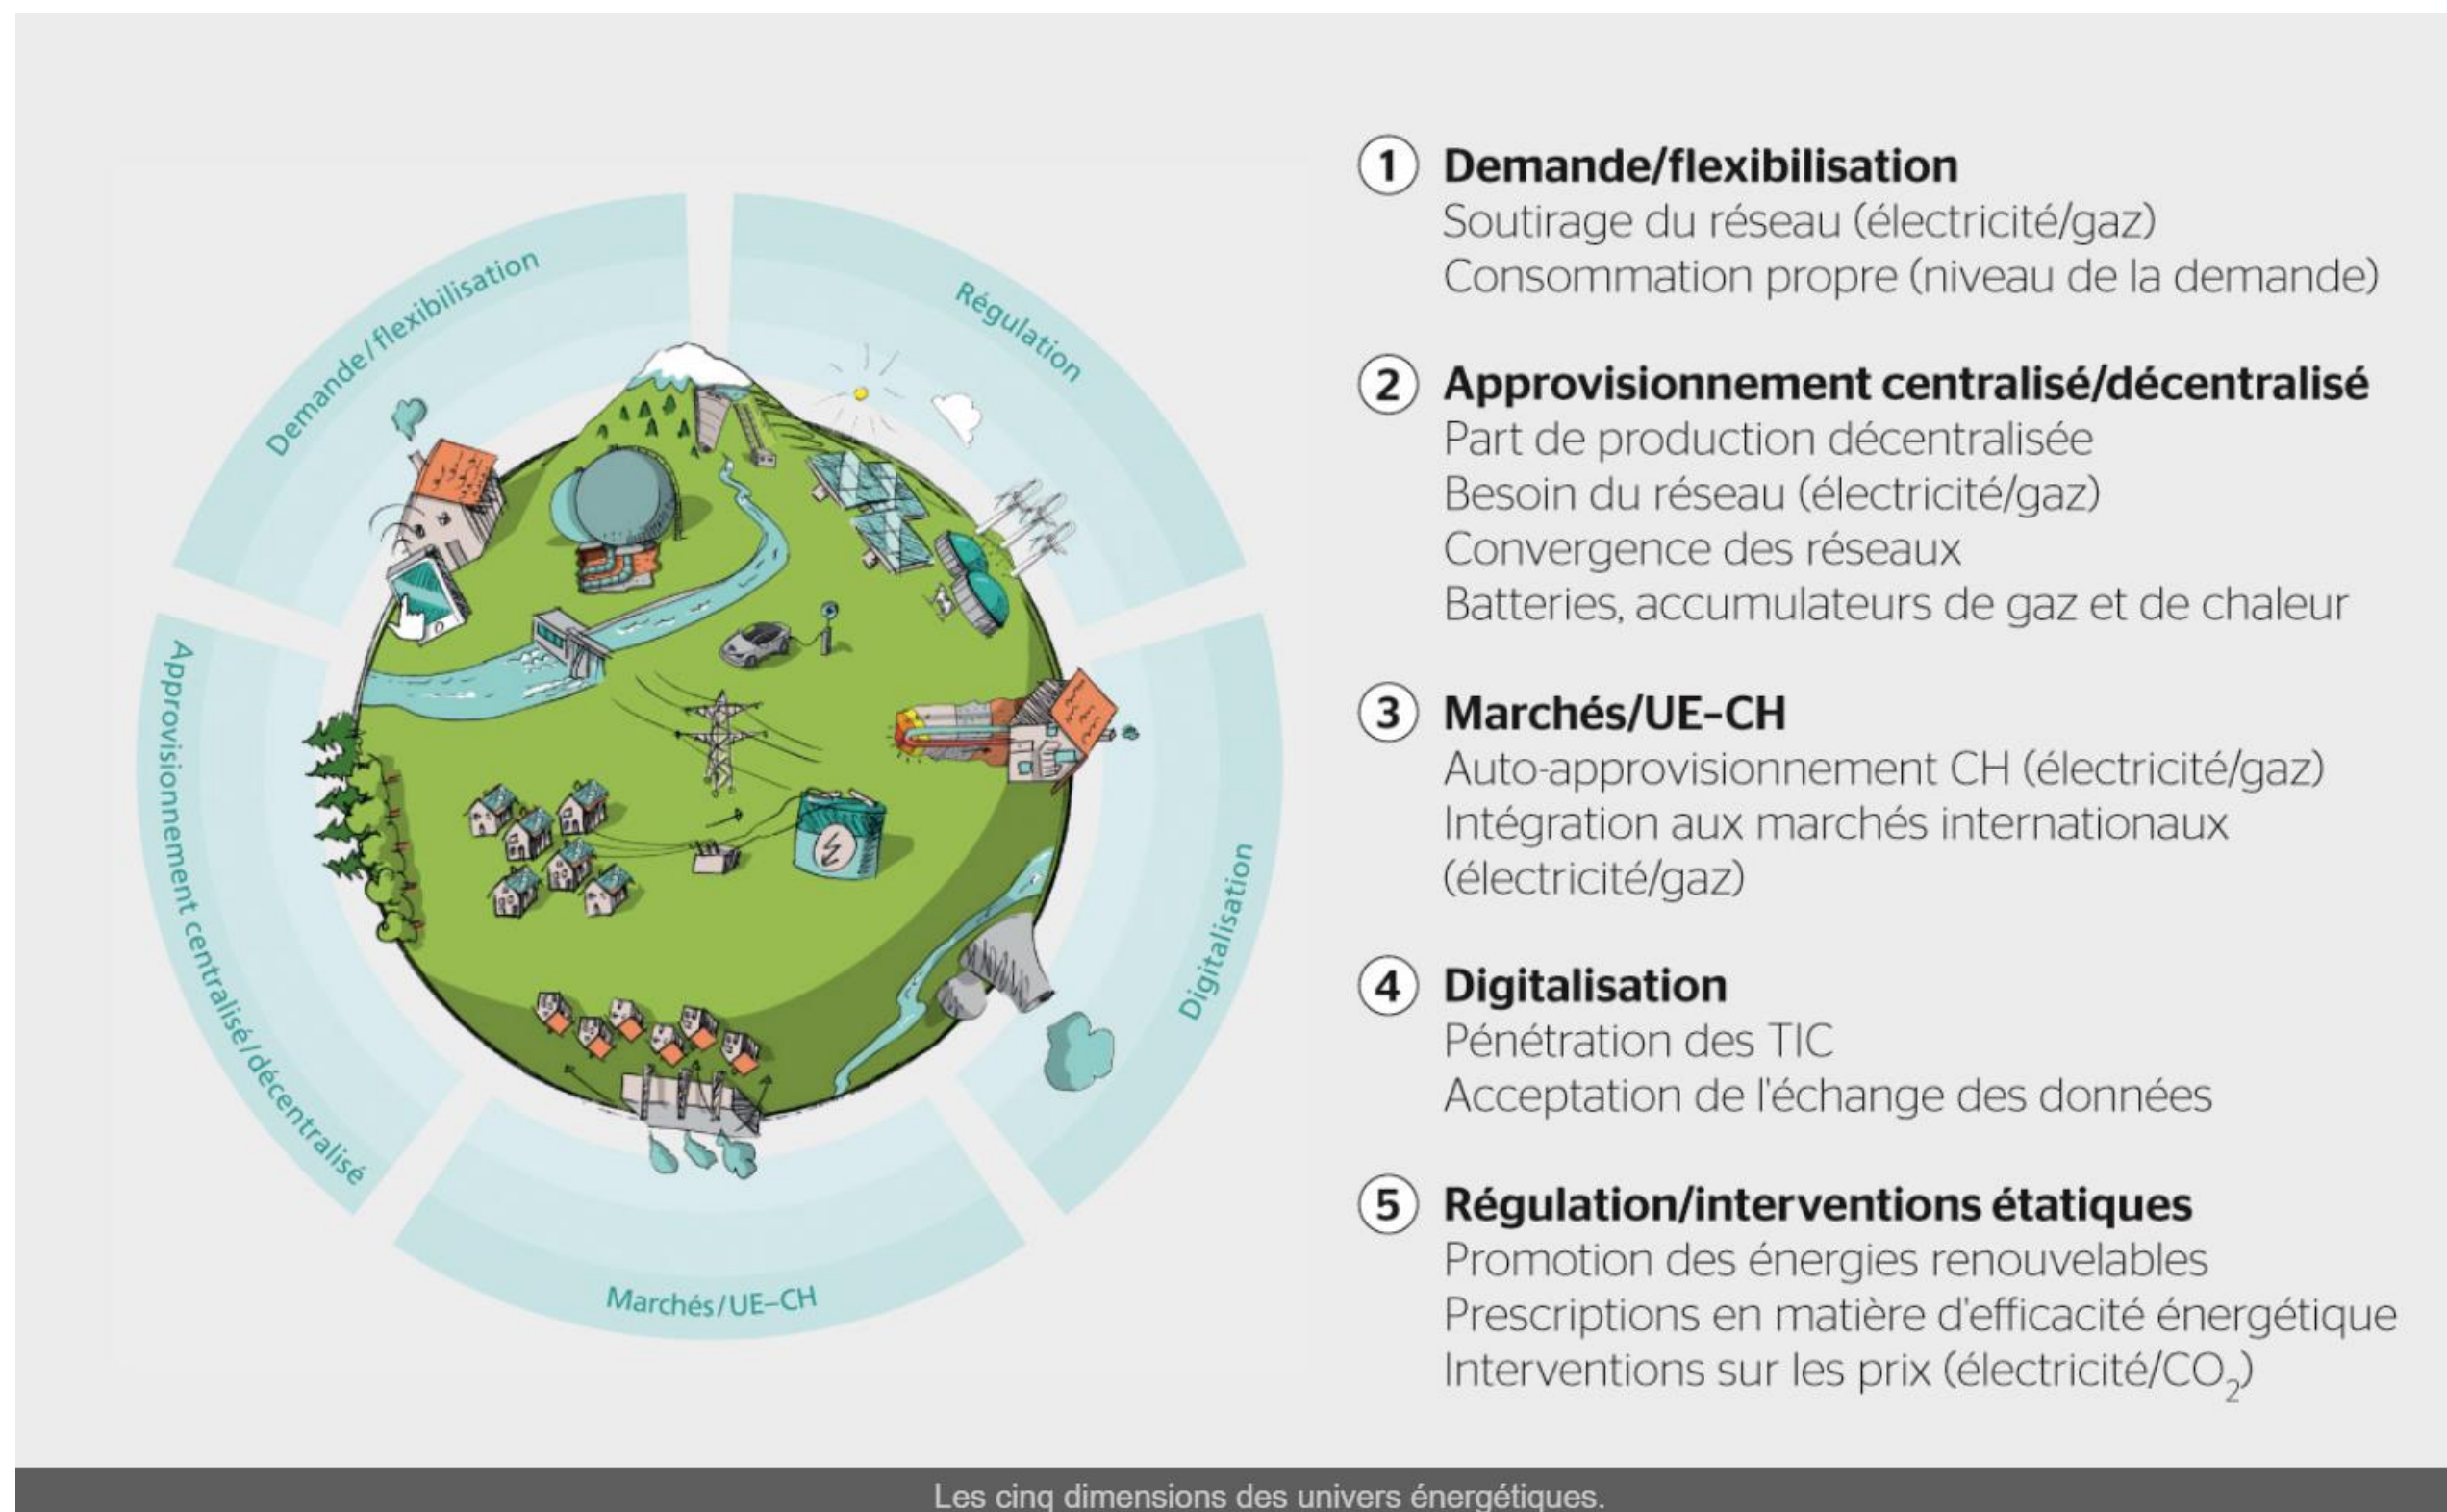 Demande/flexibilisation
Régulation
Approvisionnement centralisé/décentralisé
Digitalisation
Marchés/UE–CH
1 Demande/flexibilisation
Soutirage du réseau (électricité/gaz)
Consommation propre (niveau de la demande)
2 Approvisionnement centralisé/décentralisé
Part de production décentralisée
Besoin du réseau (électricité/gaz)
Convergence des réseaux
Batteries, accumulateurs de gaz et de chaleur
3 Marchés/UE–CH
Auto-approvisionnement CH (électricité/gaz)
Intégration aux marchés internationaux
(électricité/gaz)
4 Digitalisation
Pénétration des TIC
Acceptation de l'échange des données
5 Régulation/interventions étatiques
Promotion des énergies renouvelables
Prescriptions en matière d'efficacité énergétique
Interventions sur les prix (électricité/CO₂)
Les cinq dimensions des univers énergétiques.